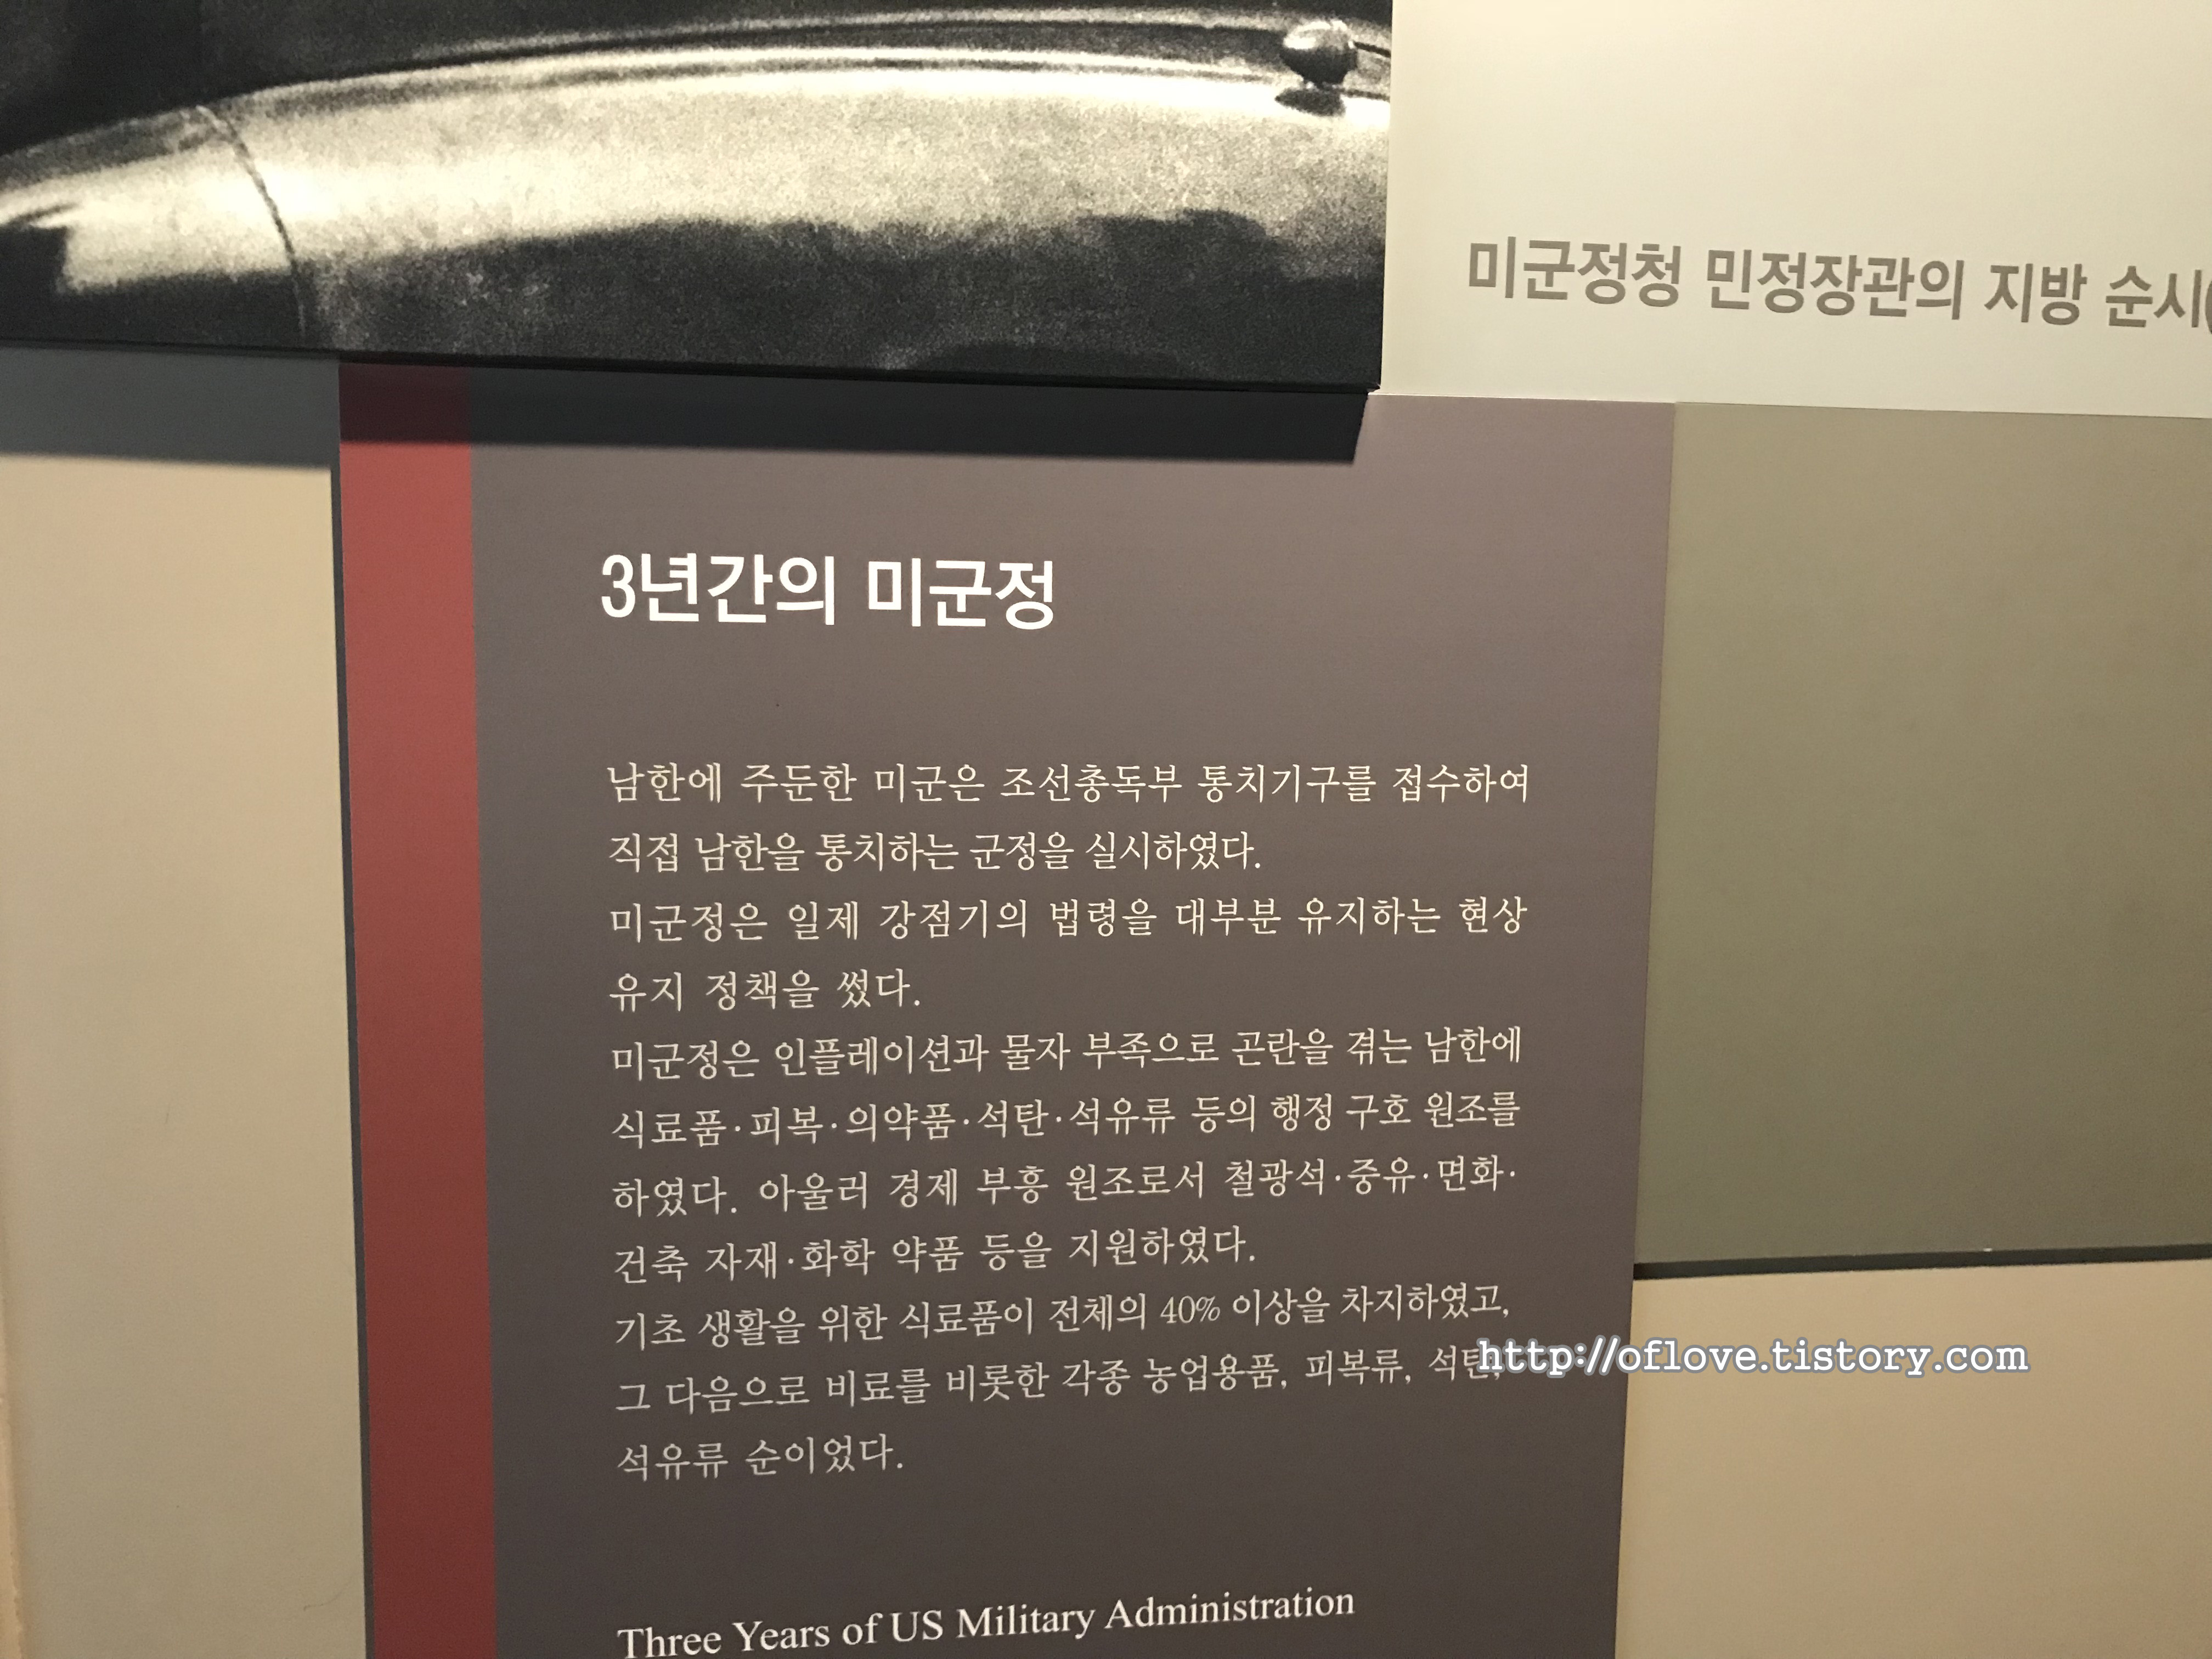 미군정청 민정장관의 지방 순시(
3년간의 미군정
남한에 주둔한 미군은 조선총독부 통치기구를 접수하여
직접 남한을 통치하는 군정을 실시하였다.
미군정은 일제 강점기의 법령을 대부분 유지하는 현상
유지 정책을 썼다.
미군정은 인플레이션과 물자 부족으로 곤란을 겪는 남한에
식료품·피복·의약품·석탄·석유류 등의 행정 구호 원조를
하였다. 아울러 경제 부흥 원조로서 철광석·중유·면화·
건축 자재·화학 약품 등을 지원하였다.
기초 생활을 위한 식료품이 전체의 40% 이상을 차지하였고,
그 다음으로 비료를 비롯한 각종 농업용품, 피복류, 석탄,
석유류 순이었다.
http://oflove.tistory.com
Three Years of US Military Administration